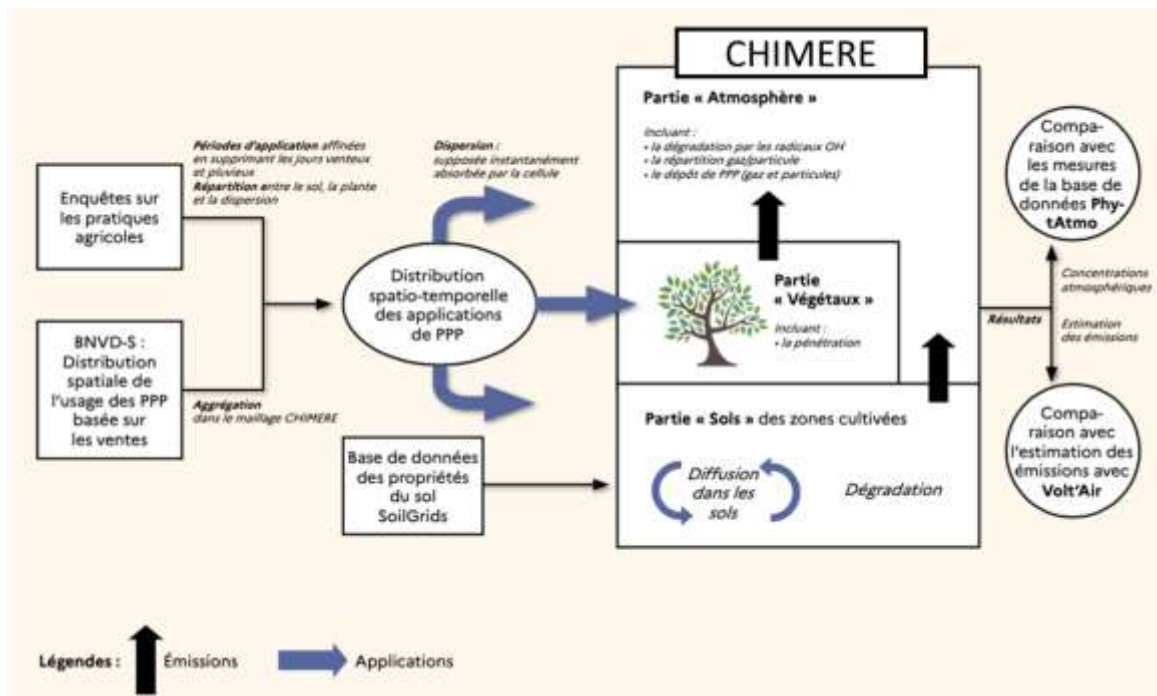 CHIMERE
Partie « Atmosphère »
Incluant :
• la dégradation par les radicaux OH
• la répartition gaz/particule
• le dépôt de PPP (gaz et particules)
Périodes d'application affinées
en supprimant les jours venteux
et pluvieux
Répartition entre le sol, la plante
et la dispersion
Dispersion :
supposée instantanément
absorbée par la cellule
Enquêtes sur
les pratiques
agricoles
Distribution
spatio-temporelle
des applications
de PPP
Partie
« Végétaux »
Incluant :
• la pénétration
BNVD-S :
Distribution
spatiale de
l'usage des PPP
basée sur
les ventes
Aggrégation
dans le maillage CHIMERE
Base de données
des propriétés
du sol
SoilGrids
Partie « Sols » des zones cultivées
Diffusion
dans les
sols
Dégradation
Résultats
Compa-
raison avec
les mesures
de la base de
données Phy-
tAtmo
Concentrations
atmosphériques
Estimation
des émissions
Compa-
raison avec
l'estimation des
émissions avec
Volt'Air
Légendes :
Émissions
Applications